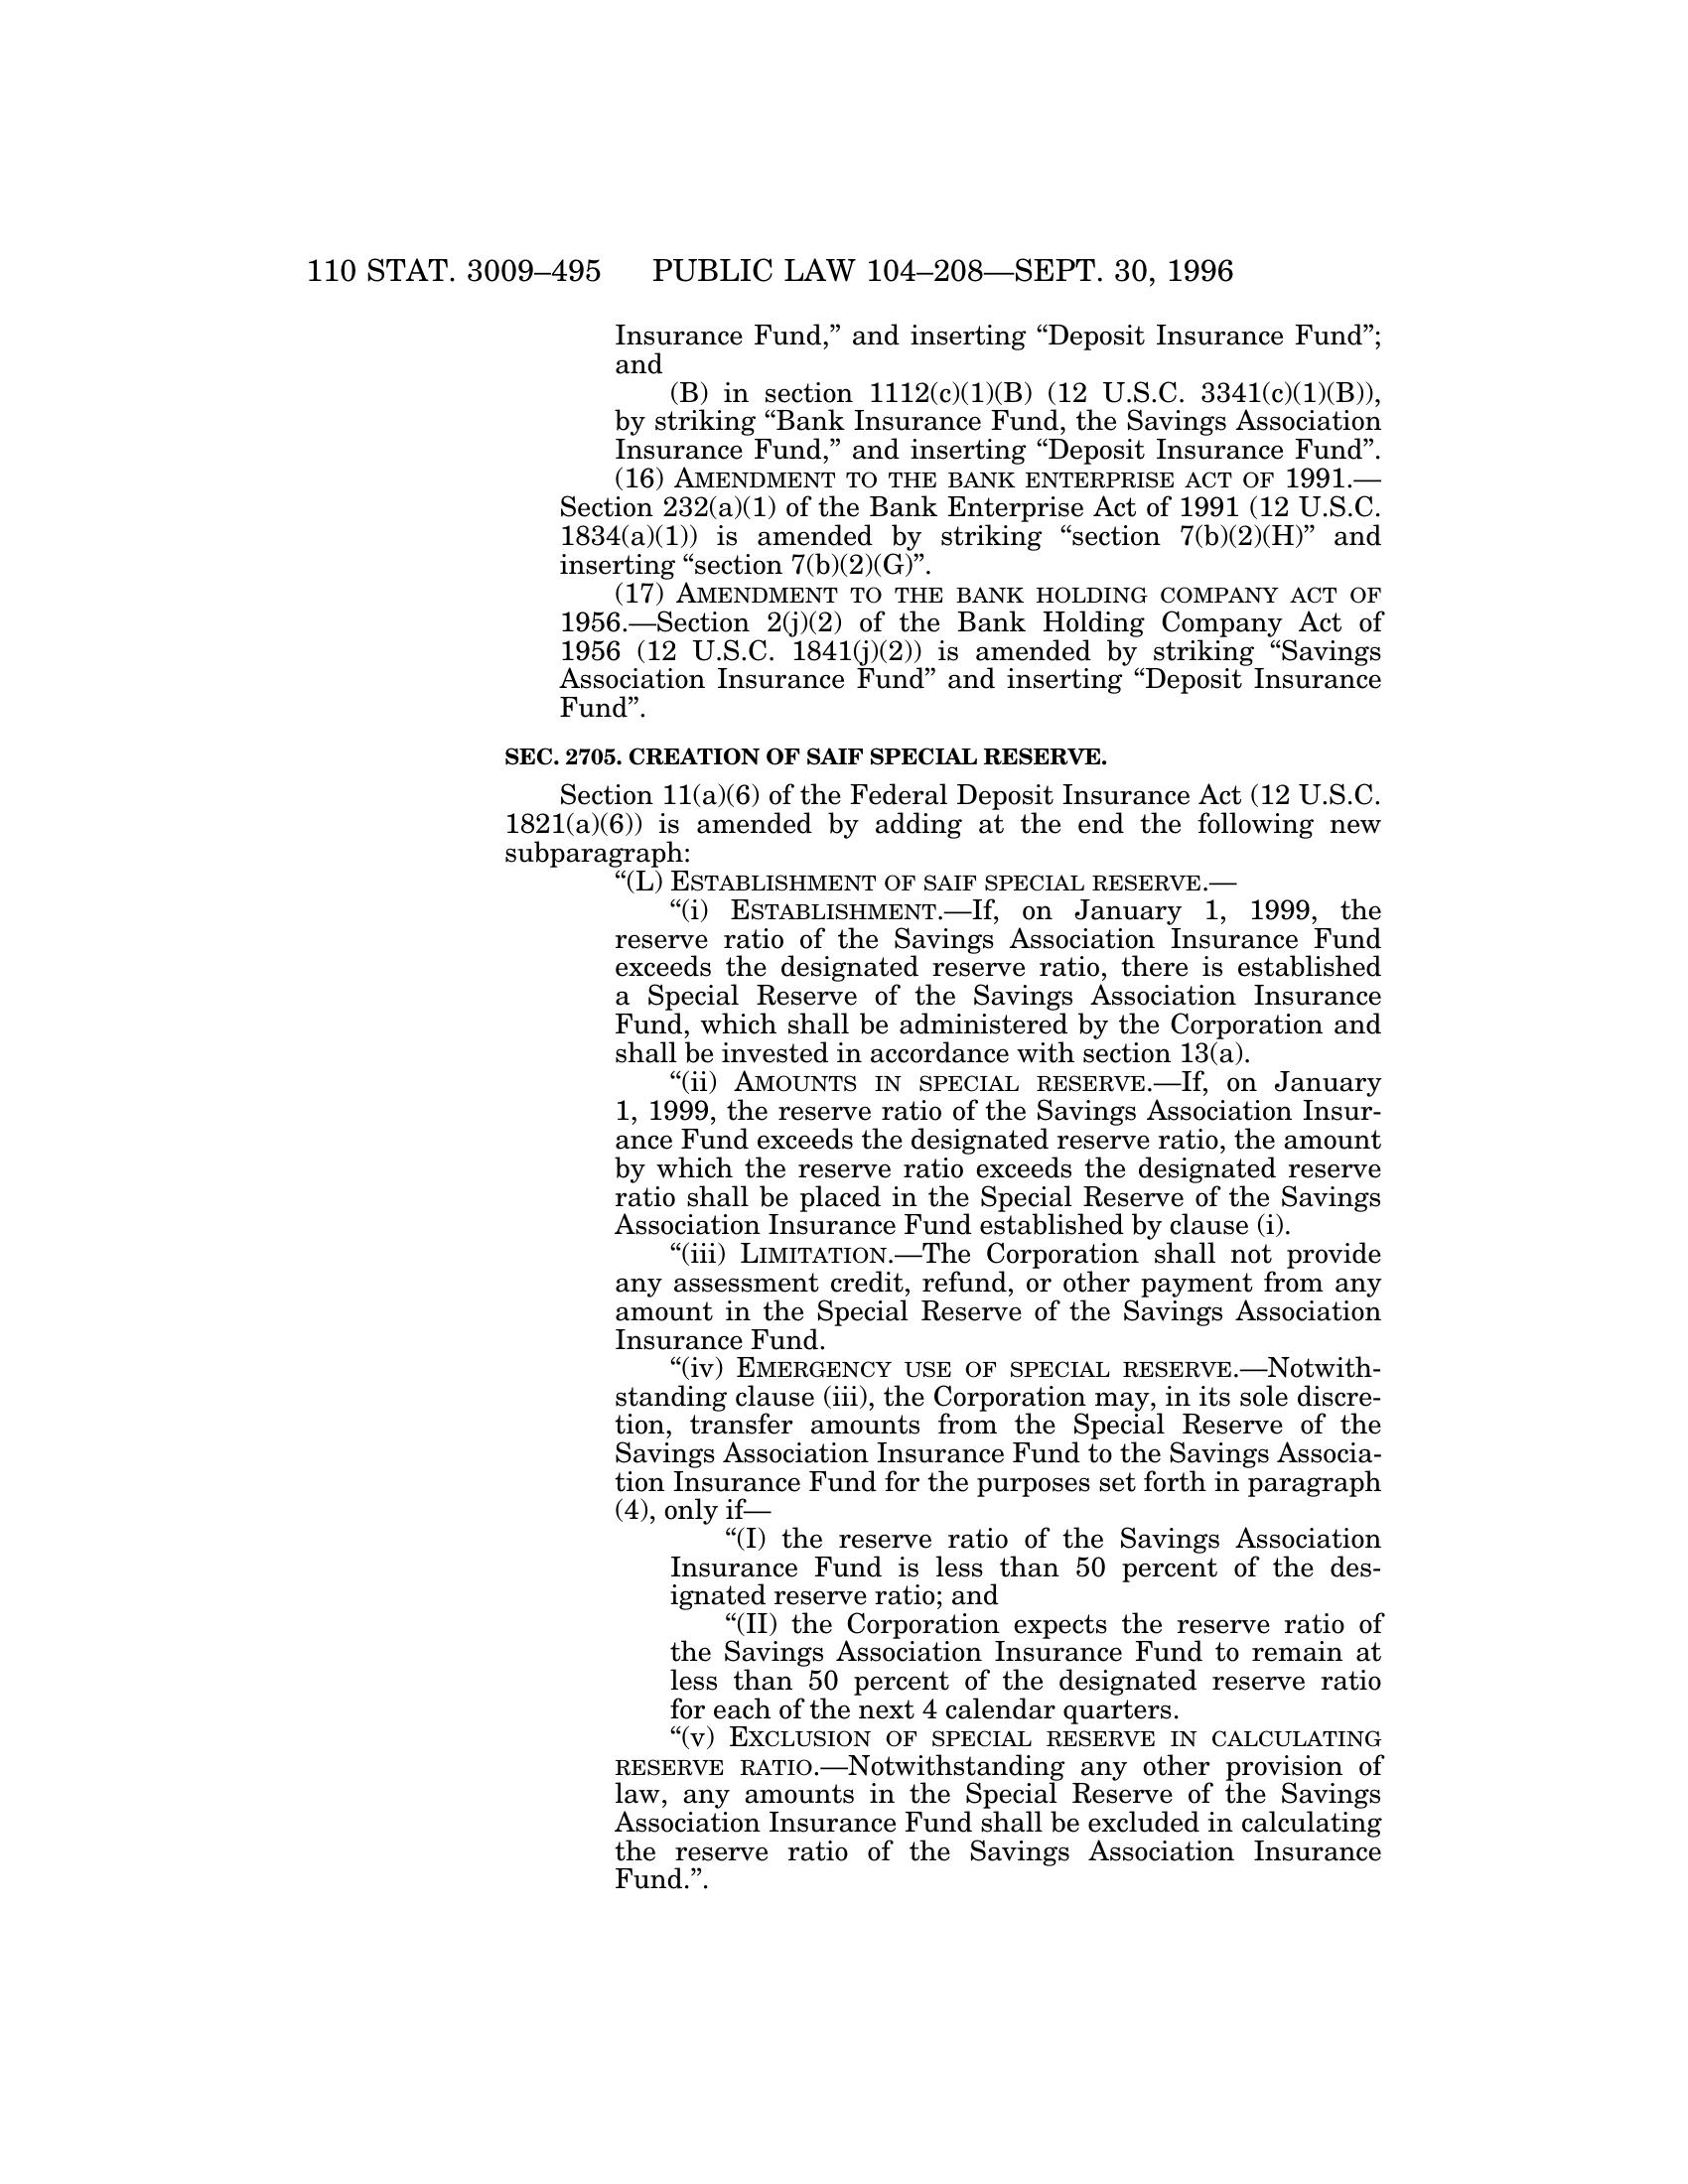 110 STAT. 3009–495 PUBLIC LAW 104–208—SEPT. 30, 1996
Insurance Fund,” and inserting “Deposit Insurance Fund”;
and
(B) in section 1112(c)(1)(B) (12 U.S.C. 3341(c)(1)(B)),
by striking “Bank Insurance Fund, the Savings Association
Insurance Fund,” and inserting “Deposit Insurance Fund”.
(16) AMENDMENT TO THE BANK ENTERPRISE ACT OF 1991.—
Section 232(a)(1) of the Bank Enterprise Act of 1991 (12 U.S.C.
1834(a)(1)) is amended by striking “section 7(b)(2)(H)” and
inserting “section 7(b)(2)(G)”.
(17) AMENDMENT TO THE BANK HOLDING COMPANY ACT OF
1956.—Section 2(j)(2) of the Bank Holding Company Act of
1956 (12 U.S.C. 1841(j)(2)) is amended by striking “Savings
Association Insurance Fund” and inserting “Deposit Insurance
Fund”.
SEC. 2705. CREATION OF SAIF SPECIAL RESERVE.
Section 11(a)(6) of the Federal Deposit Insurance Act (12 U.S.C.
1821(a)(6)) is amended by adding at the end the following new
subparagraph:
“(L) ESTABLISHMENT OF SAIF SPECIAL RESERVE.—
“(i) ESTABLISHMENT.—If, on January 1, 1999, the
reserve ratio of the Savings Association Insurance Fund
exceeds the designated reserve ratio, there is established
a Special Reserve of the Savings Association Insurance
Fund, which shall be administered by the Corporation and
shall be invested in accordance with section 13(a).
“(ii) AMOUNTS IN SPECIAL RESERVE.—If, on January
1, 1999, the reserve ratio of the Savings Association Insur-
ance Fund exceeds the designated reserve ratio, the amount
by which the reserve ratio exceeds the designated reserve
ratio shall be placed in the Special Reserve of the Savings
Association Insurance Fund established by clause (i).
“(iii) LIMITATION.—The Corporation shall not provide
any assessment credit, refund, or other payment from any
amount in the Special Reserve of the Savings Association
Insurance Fund.
“(iv) EMERGENCY USE OF SPECIAL RESERVE.—Notwith-
standing clause (iii), the Corporation may, in its sole discre-
tion, transfer amounts from the Special Reserve of the
Savings Association Insurance Fund to the Savings Associa-
tion Insurance Fund for the purposes set forth in paragraph
(4), only if—
“(I) the reserve ratio of the Savings Association
Insurance Fund is less than 50 percent of the des-
ignated reserve ratio; and
“(II) the Corporation expects the reserve ratio of
the Savings Association Insurance Fund to remain at
less than 50 percent of the designated reserve ratio
for each of the next 4 calendar quarters.
“(v) EXCLUSION OF SPECIAL RESERVE IN CALCULATING
RESERVE RATIO.—Notwithstanding any other provision of
law, any amounts in the Special Reserve of the Savings
Association Insurance Fund shall be excluded in calculating
the reserve ratio of the Savings Association Insurance
Fund.”.